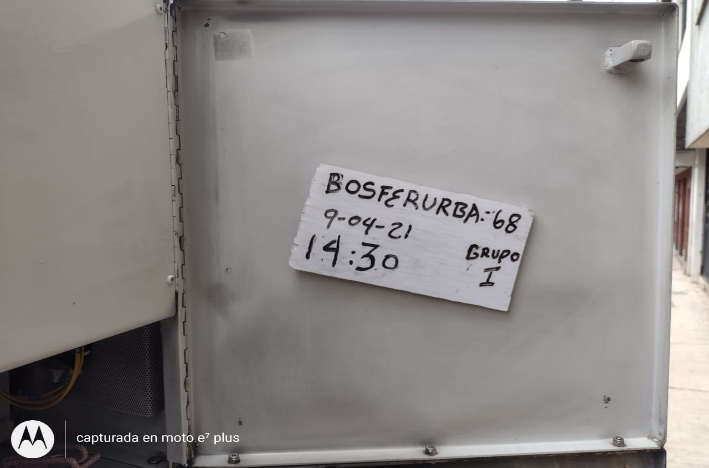 BOSFERURBA:-68
9-04-21
14:30
GRUPO
I
capturada en moto e⁷ plus